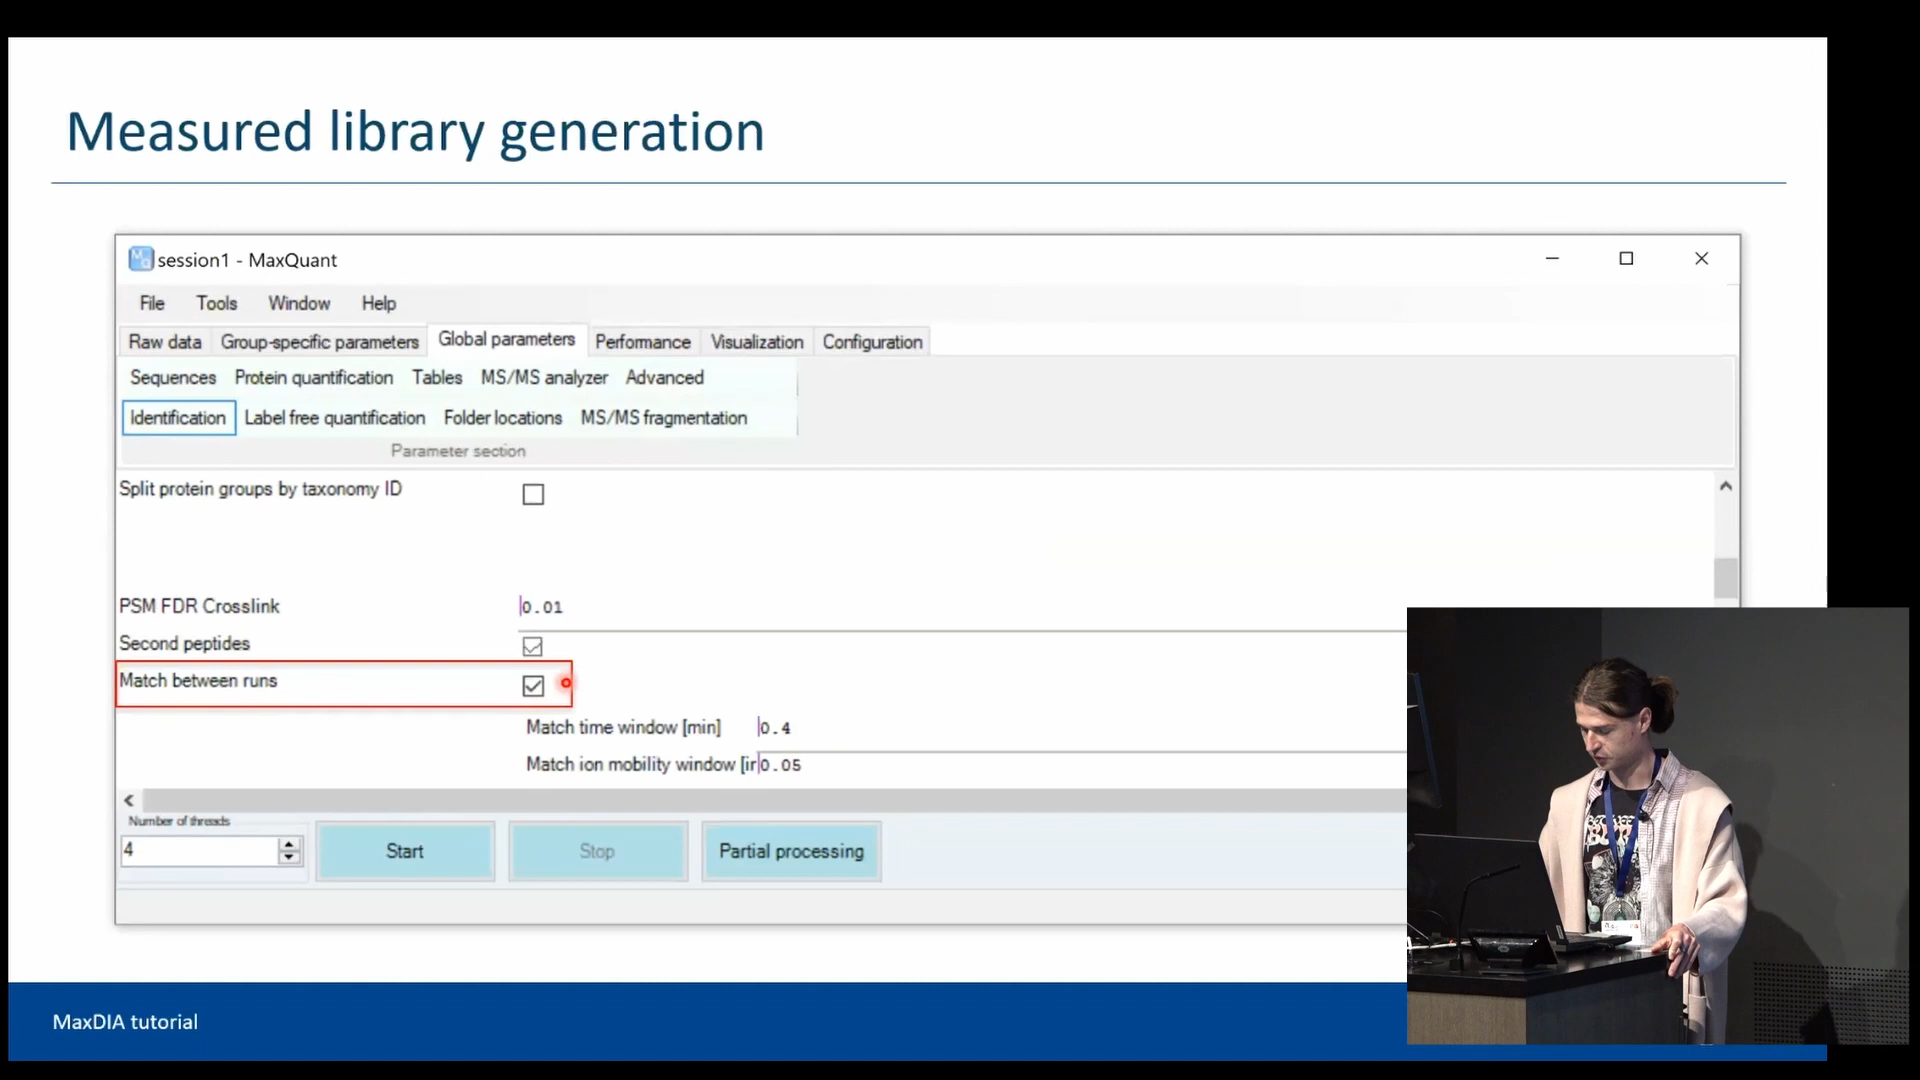 Measured library generation
session1 - MaxQuant
File Tools Window Help
Raw data Group-specific parameters Global parameters Performance Visualization Configuration
Sequences Protein quantification Tables MS/MS analyzer Advanced
Identification Label free quantification Folder locations MS/MS fragmentation
Parameter section
Split protein groups by taxonomy ID
PSM FDR Crosslink 0.01
Second peptides
Match between runs
Match time window [min] 0.4
Match ion mobility window [ir 0.05
Number of threads
4 Start Stop Partial processing
MaxDIA tutorial